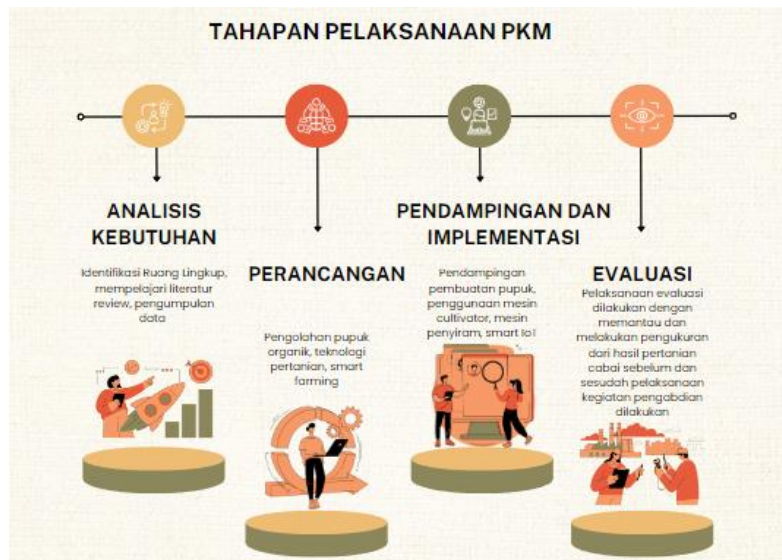 TAHAPAN PELAKSANAAN PKM
ANALISIS
KEBUTUHAN
Identifikasi Ruang Lingkup,
mempelajari literatur
review, pengumpulan
data
PERANCANGAN
Pengolahan pupuk
organik, teknologi
pertanian, smart
farming
PENDAMPINGAN DAN
IMPLEMENTASI
Pendampingan
pembuatan pupuk,
penggunaan mesin
cultivator, mesin
penyiram, smart IoT
EVALUASI
Pelaksanaan evaluasi
dilakukan dengan
memantau dan
melakukan pengukuran
dari hasil pertanian
cabai sebelum dan
sesudah pelaksanaan
kegiatan pengabdian
dilakukan